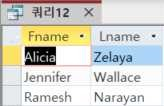 쿼리12
Fname Lname
Alicia Zelaya
Jennifer Wallace
Ramesh Narayan